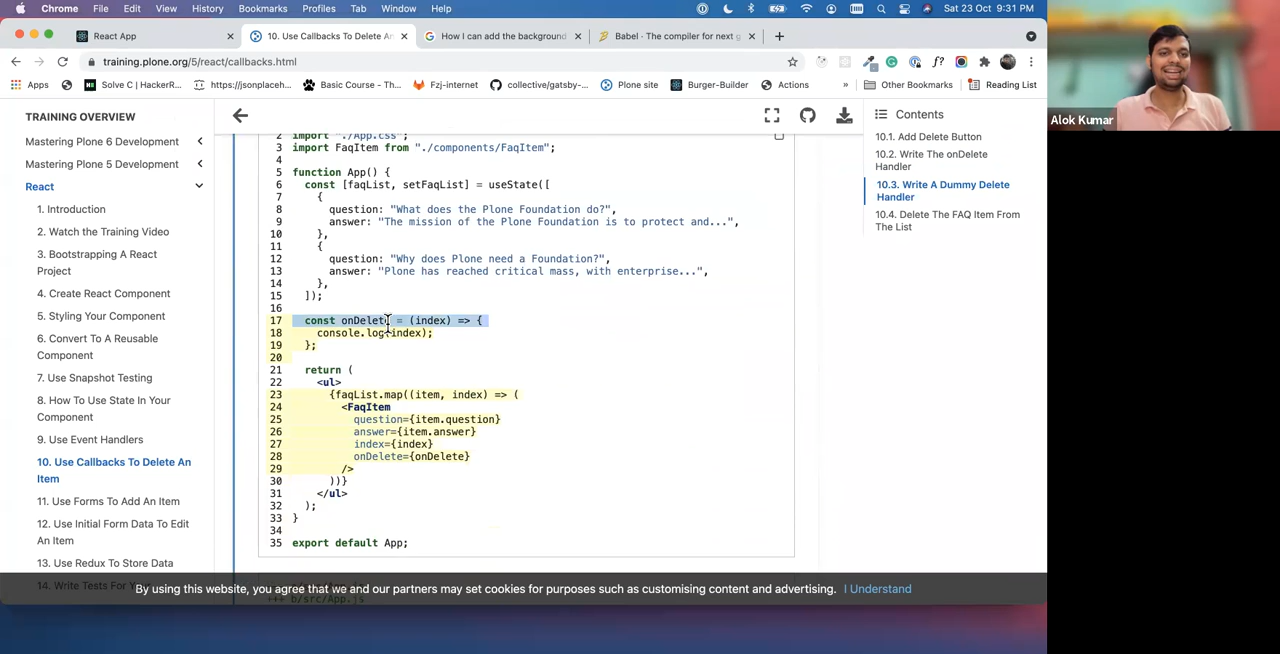 Chrome File Edit View History Bookmarks Profiles Tab Window Help Sat 23 Oct 9:31 PM
React App 10. Use Callbacks To Delete An How I can add the background Babel · The compiler for next g
training.plone.org/5/react/callbacks.html
Apps Solve C | HackerR... https://jsonplaceh... Basic Course - Th... Fzj-internet collective/gatsby-... Plone site Burger-Builder Actions » Other Bookmarks Reading List
TRAINING OVERVIEW
Mastering Plone 6 Development
Mastering Plone 5 Development
React
1. Introduction
2. Watch the Training Video
3. Bootstrapping A React
Project
4. Create React Component
5. Styling Your Component
6. Convert To A Reusable
Component
7. Use Snapshot Testing
8. How To Use State In Your
Component
9. Use Event Handlers
10. Use Callbacks To Delete An
Item
11. Use Forms To Add An Item
12. Use Initial Form Data To Edit
An Item
13. Use Redux To Store Data
14. Write Tests For Your
2 import "./App.css";
3 import FaqItem from "./components/FaqItem";
4
5 function App() {
6 const [faqList, setFaqList] = useState([
7 {
8 question: "What does the Plone Foundation do?",
9 answer: "The mission of the Plone Foundation is to protect and...",
10 },
11 {
12 question: "Why does Plone need a Foundation?",
13 answer: "Plone has reached critical mass, with enterprise...",
14 },
15 ]);
16
17 const onDelete = (index) => {
18 console.log(index);
19 };
20
21 return (
22 <ul>
23 {faqList.map((item, index) => (
24 <FaqItem
25 question={item.question}
26 answer={item.answer}
27 index={index}
28 onDelete={onDelete}
29 />
30 ))}
31 </ul>
32 );
33 }
34
35 export default App;
+++ b/src/App.js
Contents
10.1. Add Delete Button
10.2. Write The onDelete
Handler
10.3. Write A Dummy Delete
Handler
10.4. Delete The FAQ Item From
The List
By using this website, you agree that we and our partners may set cookies for purposes such as customising content and advertising. I Understand
Alok Kumar